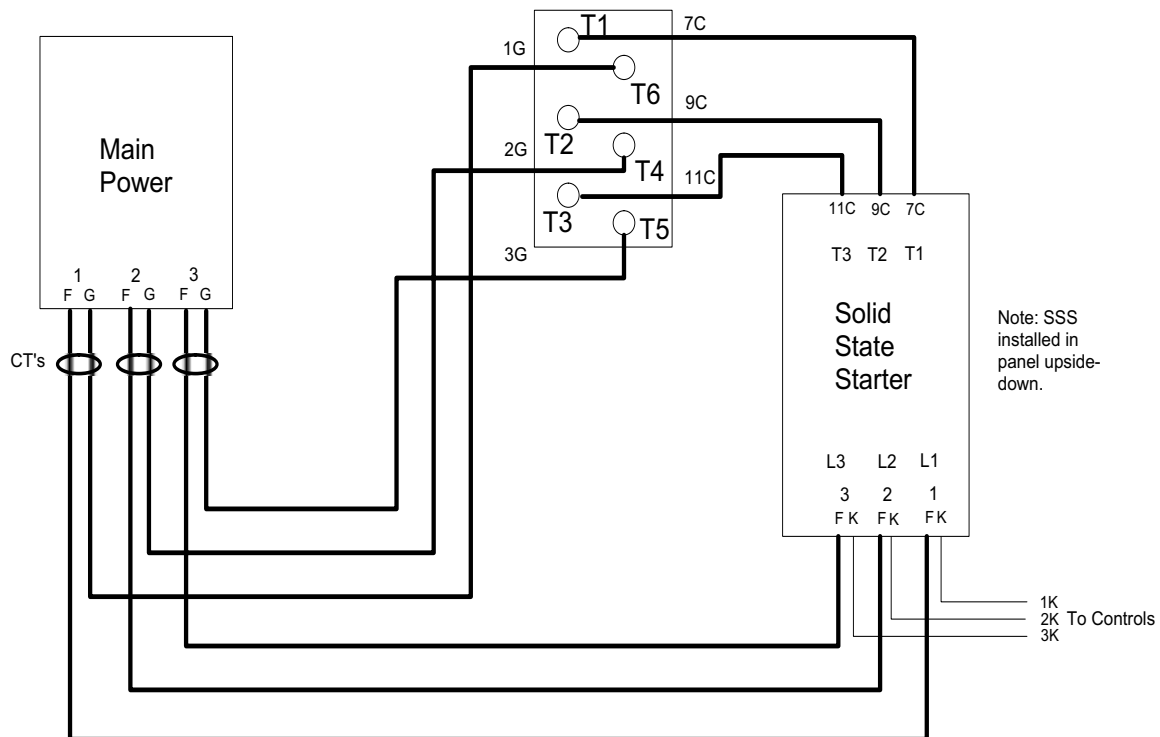 Main
Power
1 2 3
F G F G F G
CT's
T1
T6
T2
T4
T3
T5
1G
2G
3G
7C
9C
11C
11C 9C 7C
T3 T2 T1
Solid
State
Starter
L3 L2 L1
3 2 1
F K F K F K
Note: SSS
installed in
panel upside-
down.
1K
2K To Controls
3K